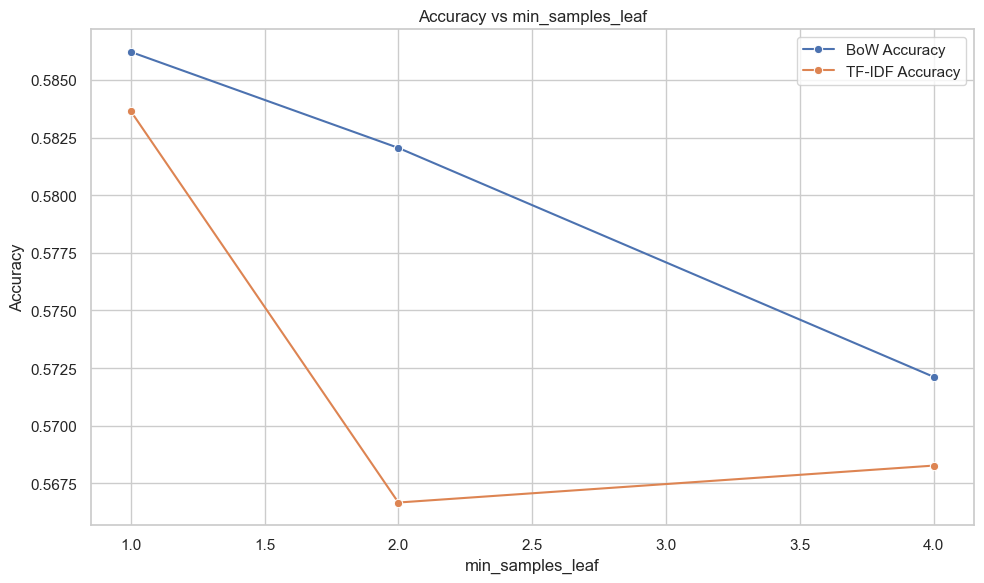 Accuracy vs min_samples_leaf
BoW Accuracy
TF-IDF Accuracy
Accuracy
0.5850
0.5825
0.5800
0.5775
0.5750
0.5725
0.5700
0.5675
1.0 1.5 2.0 2.5 3.0 3.5 4.0
min_samples_leaf